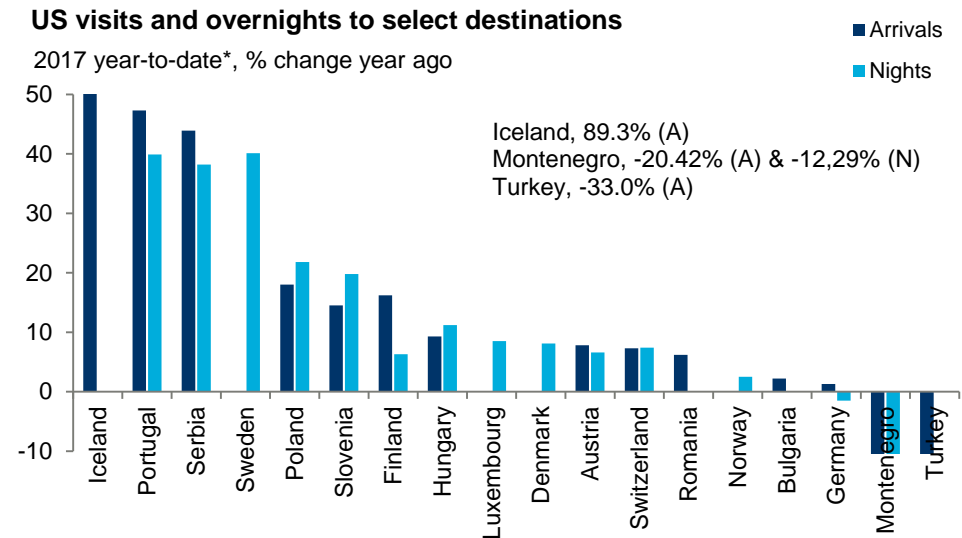 US visits and overnights to select destinations
2017 year-to-date*, % change year ago
Arrivals
Nights
50
40
30
20
10
0
-10
Iceland, 89.3% (A)
Montenegro, -20.42% (A) & -12,29% (N)
Turkey, -33.0% (A)
Iceland
Portugal
Serbia
Sweden
Poland
Slovenia
Finland
Hungary
Luxembourg
Denmark
Austria
Switzerland
Romania
Norway
Bulgaria
Germany
Montenegro
Turkey